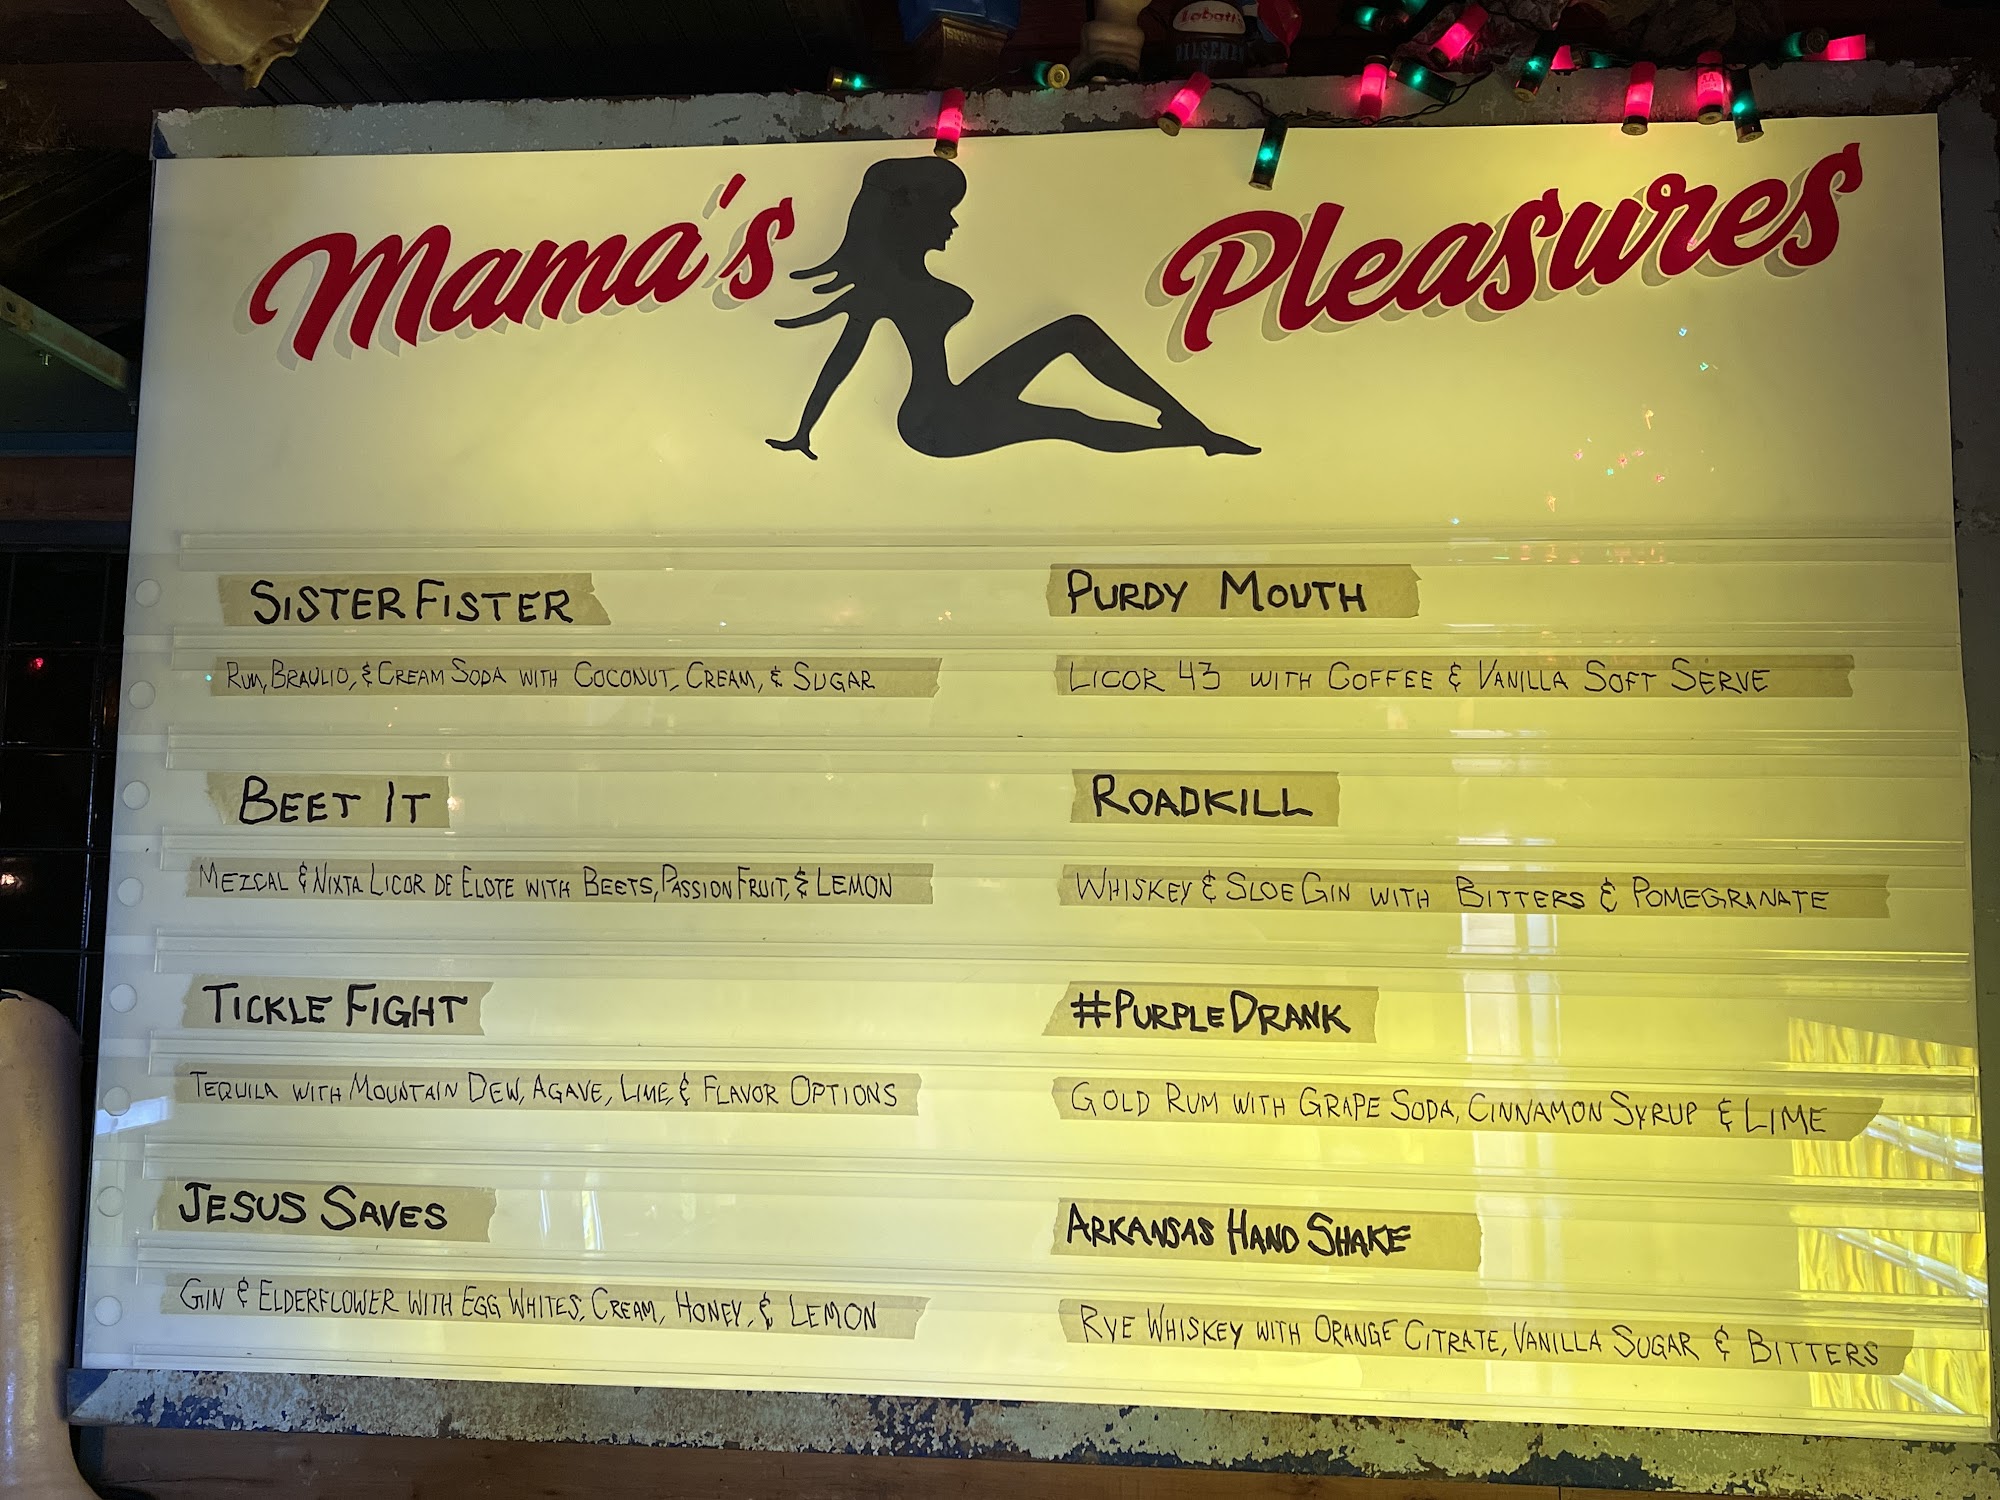 Labatt's
PILSENER
Mama's Pleasures
SISTER FISTER
RUM, BRAULIO, & CREAM SODA WITH COCONUT, CREAM, & SUGAR
BEET IT
MEZCAL & NIXTA LICOR DE ELOTE WITH BEETS, PASSION FRUIT, & LEMON
TICKLE FIGHT
TEQUILA WITH MOUNTAIN DEW, AGAVE, LIME, & FLAVOR OPTIONS
JESUS SAVES
GIN & ELDERFLOWER WITH EGG WHITES, CREAM, HONEY, & LEMON
PURDY MOUTH
LICOR 43 WITH COFFEE & VANILLA SOFT SERVE
ROADKILL
WHISKEY & SLOE GIN WITH BITTERS & POMEGRANATE
#PURPLEDRANK
GOLD RUM WITH GRAPE SODA, CINNAMON SYRUP & LIME
ARKANSAS HAND SHAKE
RYE WHISKEY WITH ORANGE CITRATE, VANILLA SUGAR & BITTERS